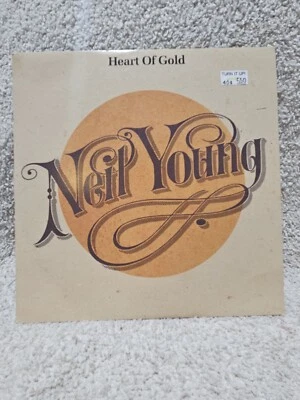 Heart Of Gold
TURN IT UP!
Neil Young